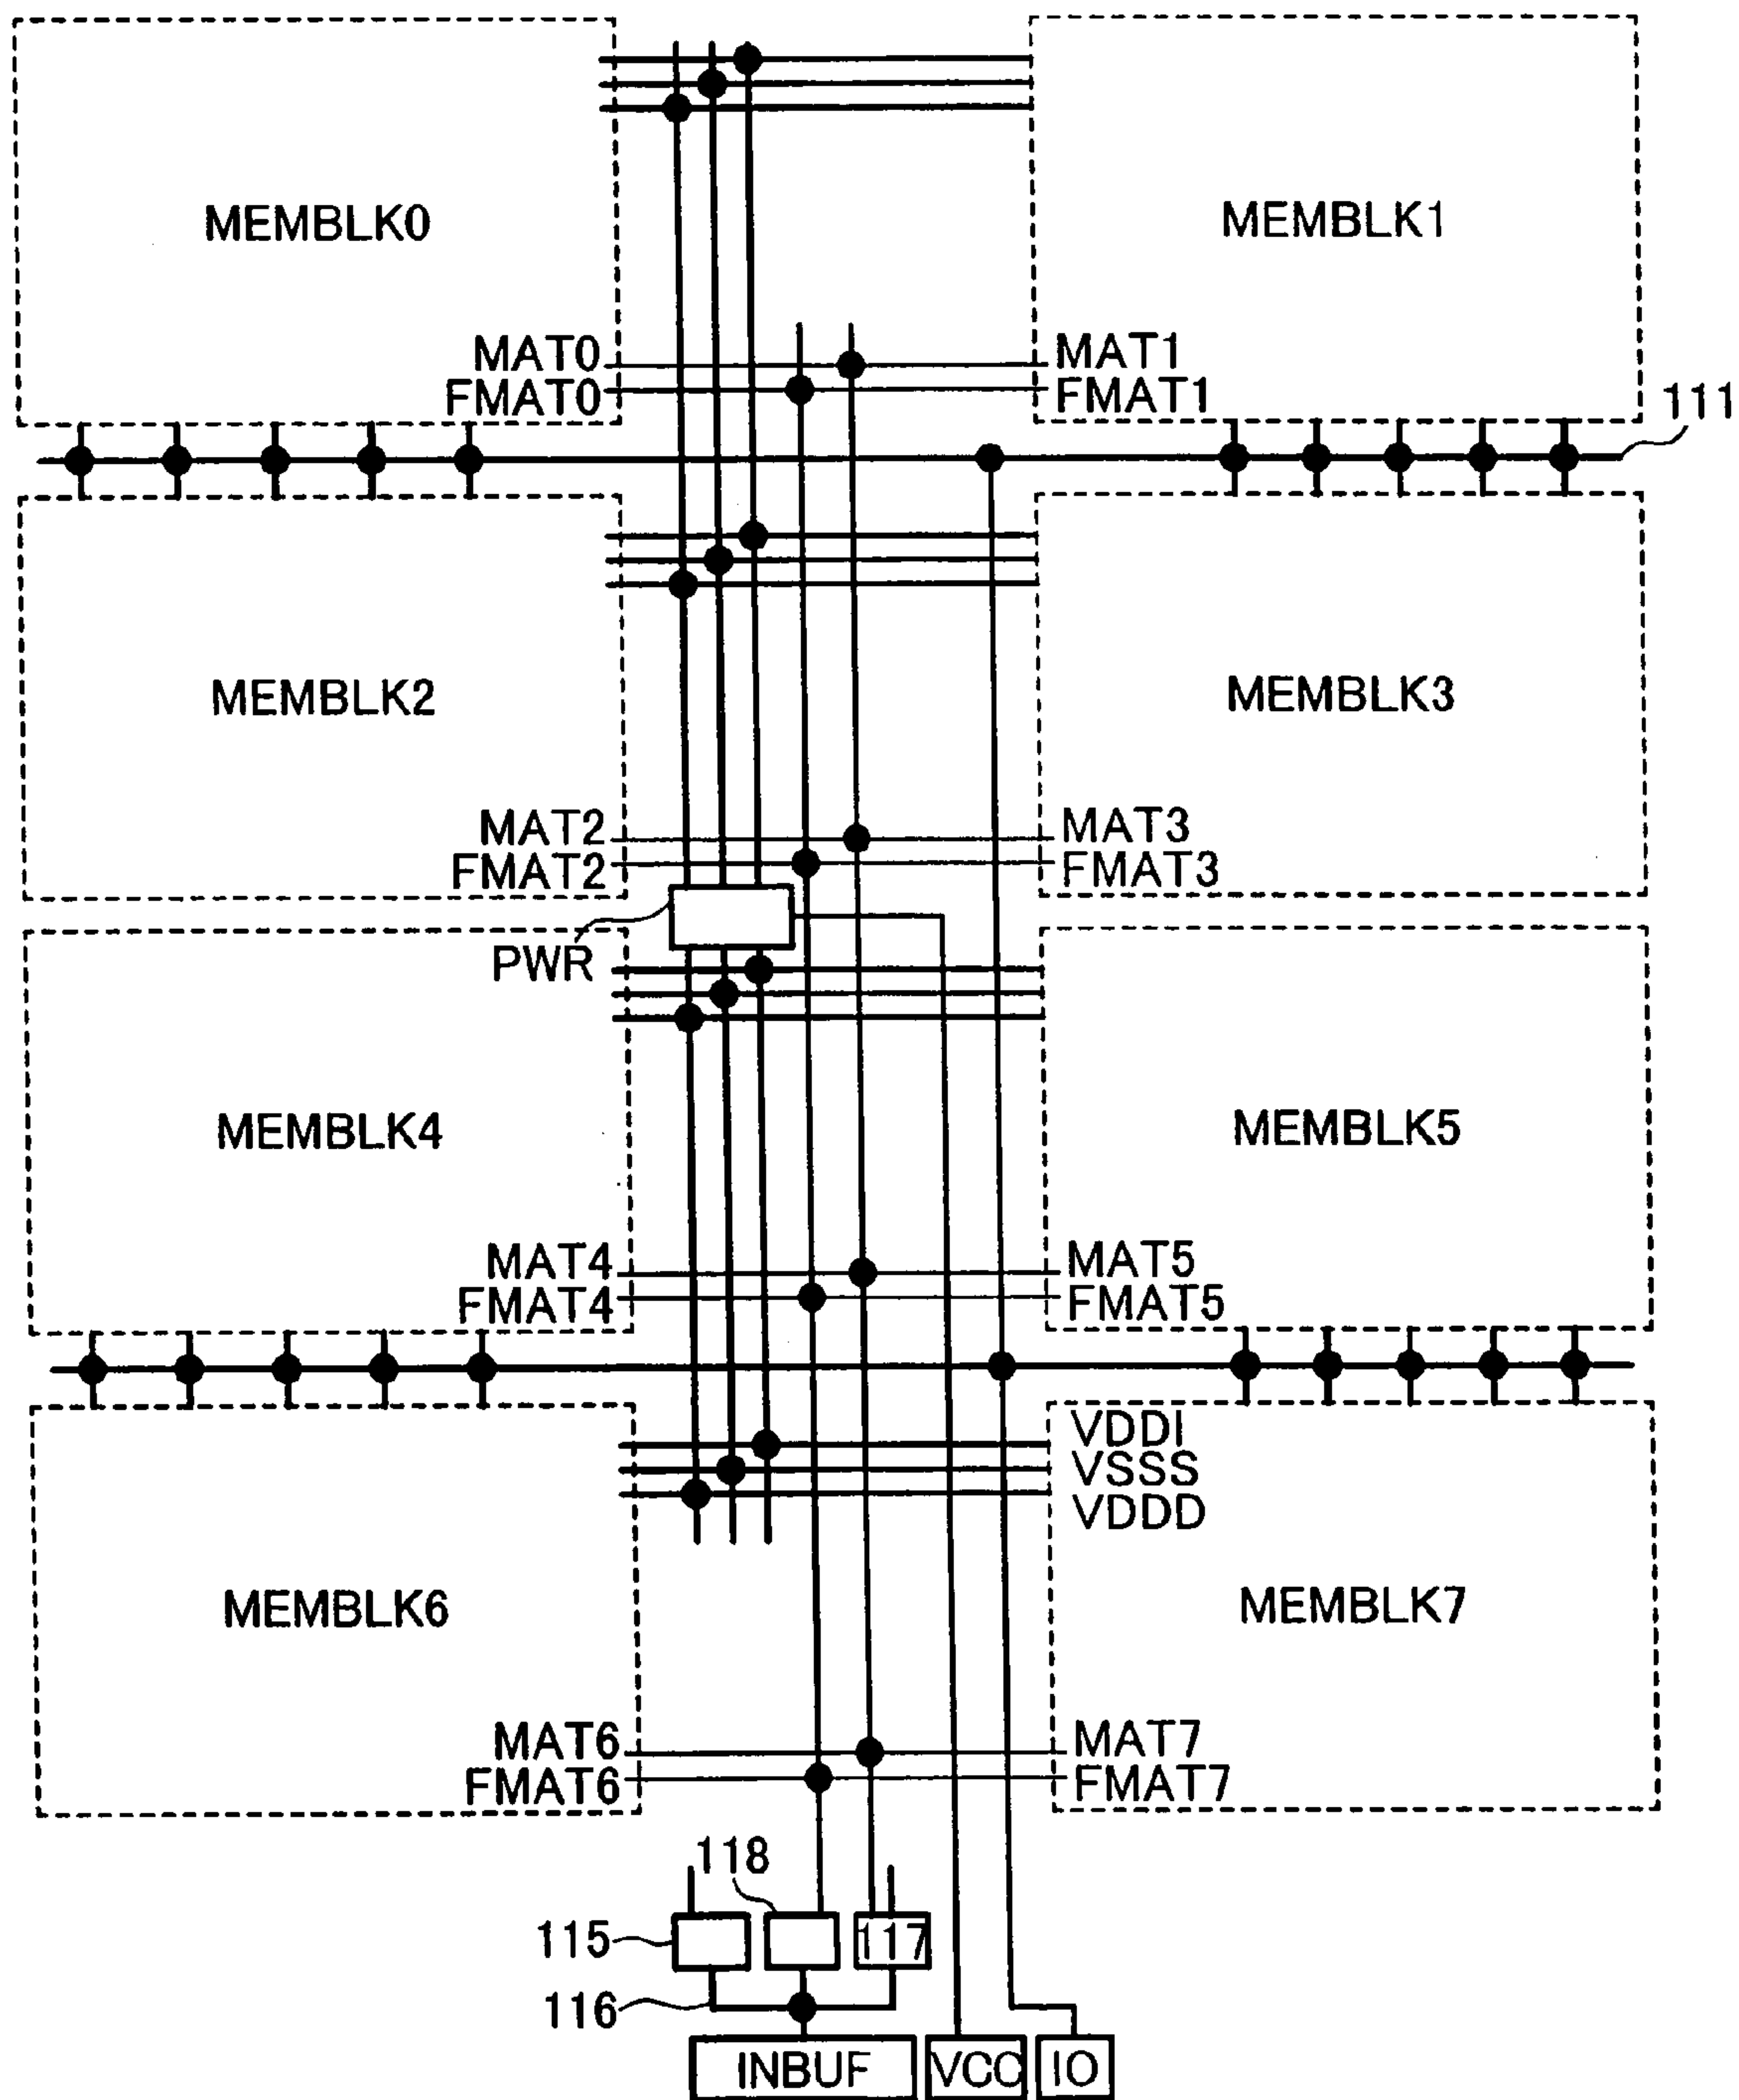 MEMBLK0
MEMBLK1
MAT0
MAT1
FMAT0
FMAT1
111
MEMBLK2
MEMBLK3
MAT2
MAT3
FMAT2
FMAT3
PWR
MEMBLK4
MEMBLK5
MAT4
MAT5
FMAT4
FMAT5
VDDI
VSSS
VDDD
MEMBLK6
MEMBLK7
MAT6
MAT7
FMAT6
FMAT7
118
115
117
116
INBUF
VCC
IO